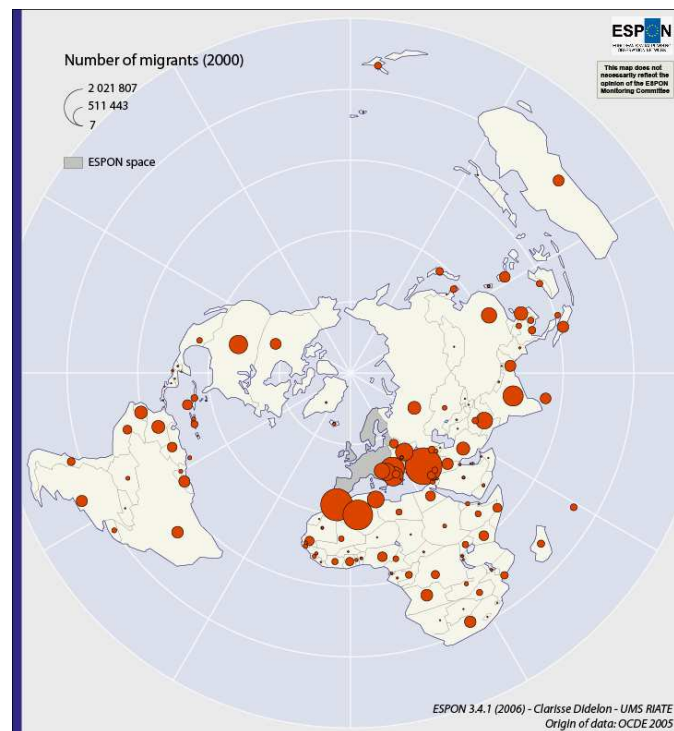 Number of migrants (2000)
2 021 807
511 443
7
ESPON space
ESPON
This map does not
necessarily reflect the
opinion of the ESPON
Monitoring Committee
ESPON 3.4.1 (2006) - Clarisse Didelon - UMS RIATE
Origin of data: OCDE 2005